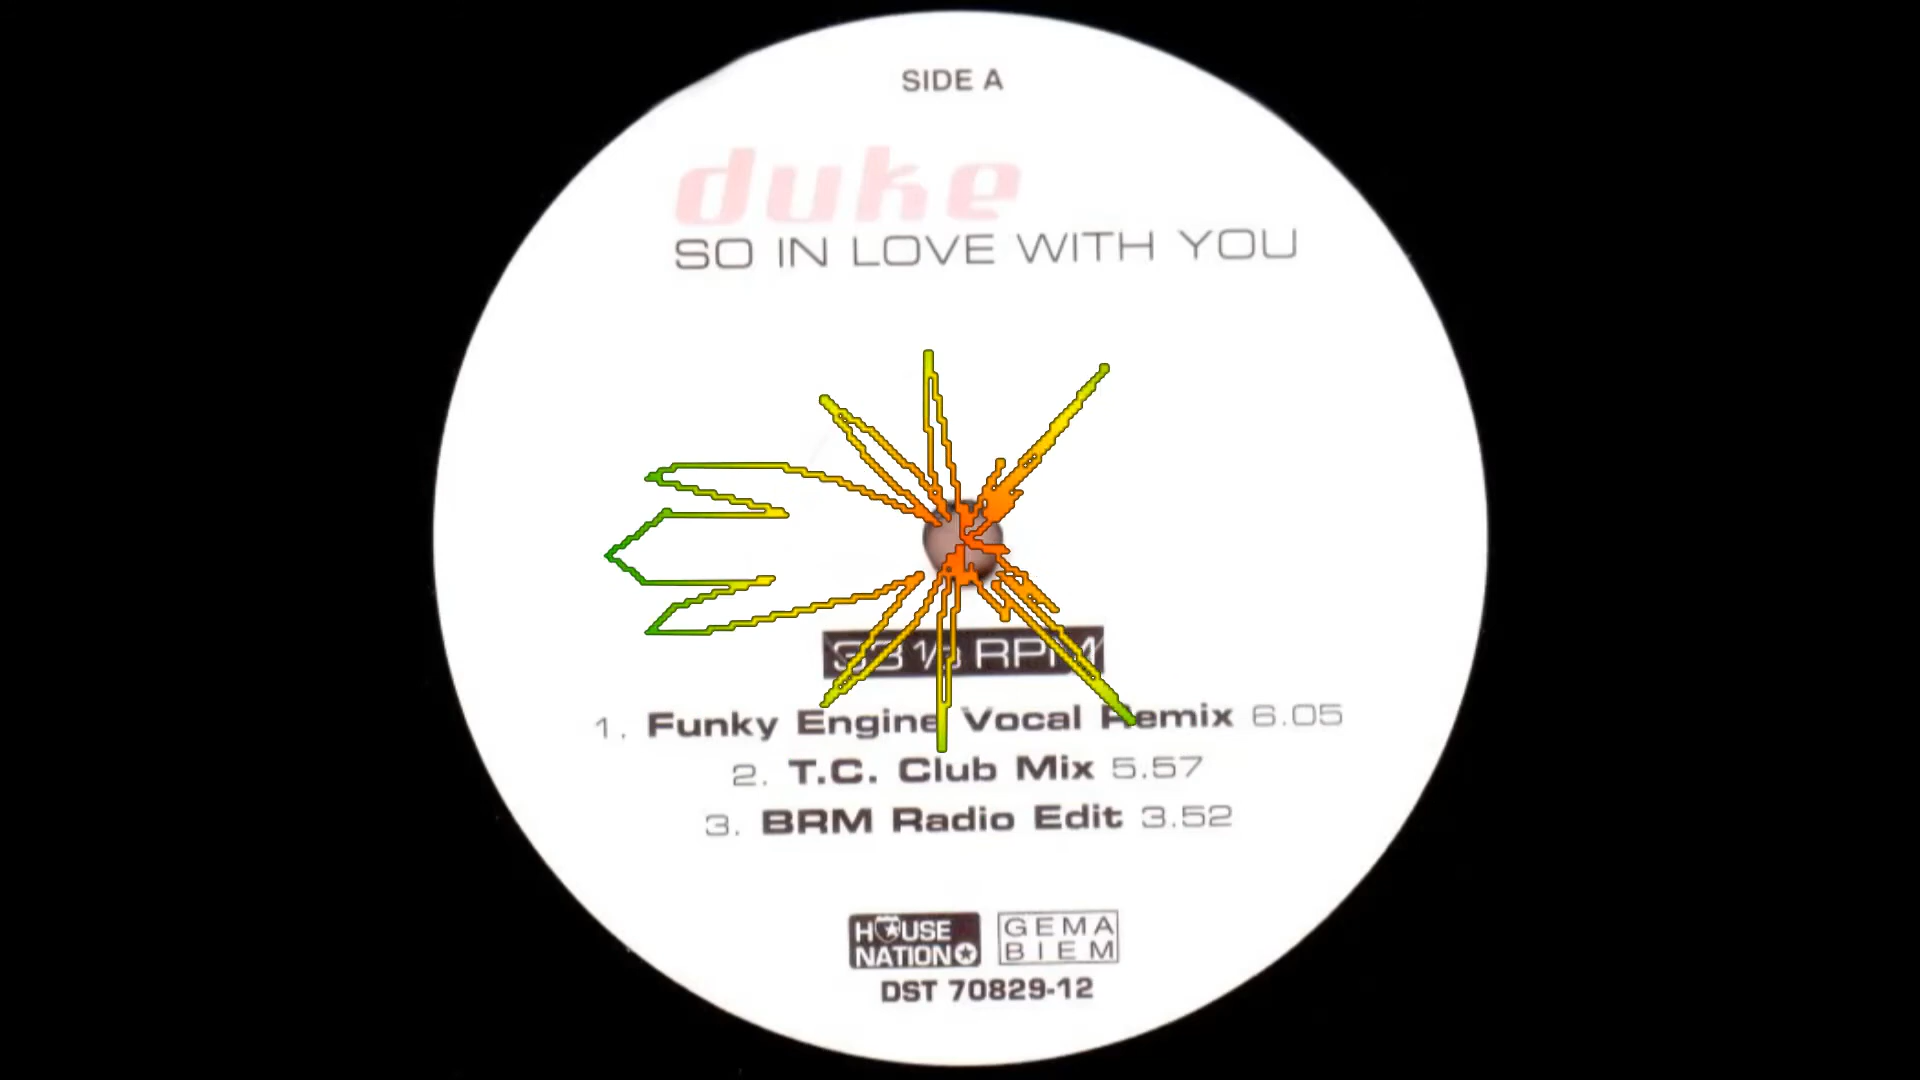 SIDE A
duke
SO IN LOVE WITH YOU
33 1/3 RPM
1. Funky Engine Vocal Remix 6.05
2. T.C. Club Mix 5.57
3. BRM Radio Edit 3.52
HOUSE NATION
GEMA
BIEM
DST 70829-12